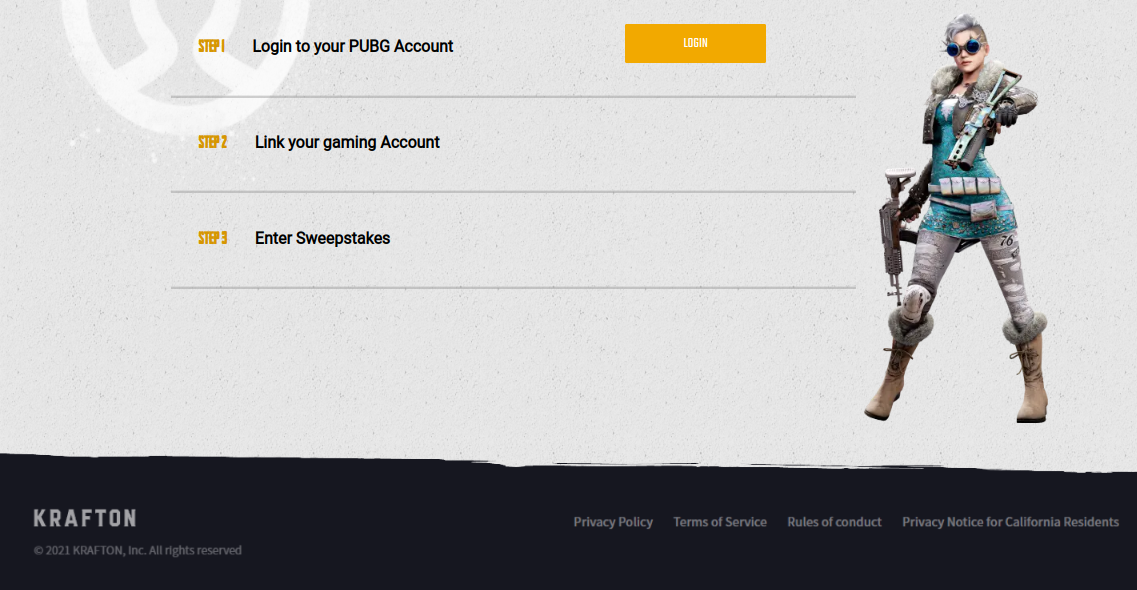 STEP 1 Login to your PUBG Account LOGIN
STEP 2 Link your gaming Account
STEP 3 Enter Sweepstakes
76
KRAFTON
Privacy Policy Terms of Service Rules of conduct Privacy Notice for California Residents
© 2021 KRAFTON, Inc. All rights reserved